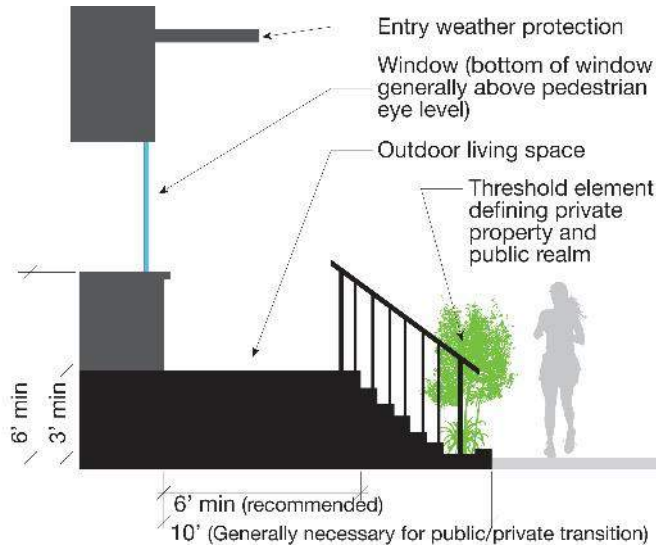 Entry weather protection
Window (bottom of window
generally above pedestrian
eye level)
Outdoor living space
Threshold element
defining private
property and
public realm
6’ min
3’ min
6’ min (recommended)
10’ (Generally necessary for public/private transition)